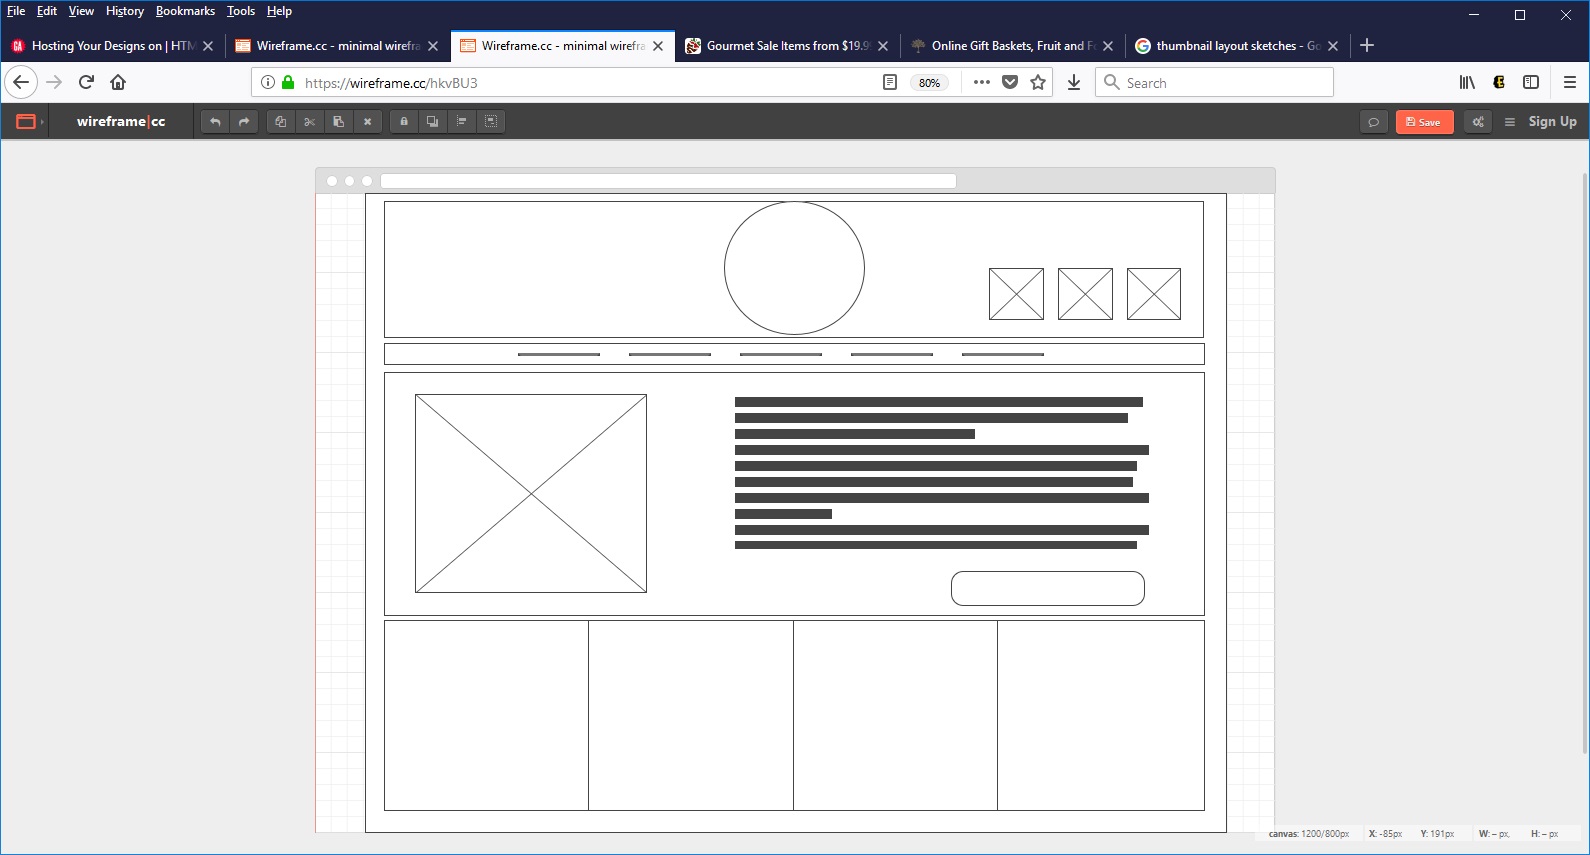 File Edit View History Bookmarks Tools Help
Hosting Your Designs on | HTM
Wireframe.cc - minimal wirefra
Wireframe.cc - minimal wirefra
Gourmet Sale Items from $19.9
Online Gift Baskets, Fruit and Fo
thumbnail layout sketches - Go
https://wireframe.cc/hkvBU3
80%
Search
wireframe|cc
Save
Sign Up
canvas: 1200/800px X: -85px Y: 191px W: – px, H: – px